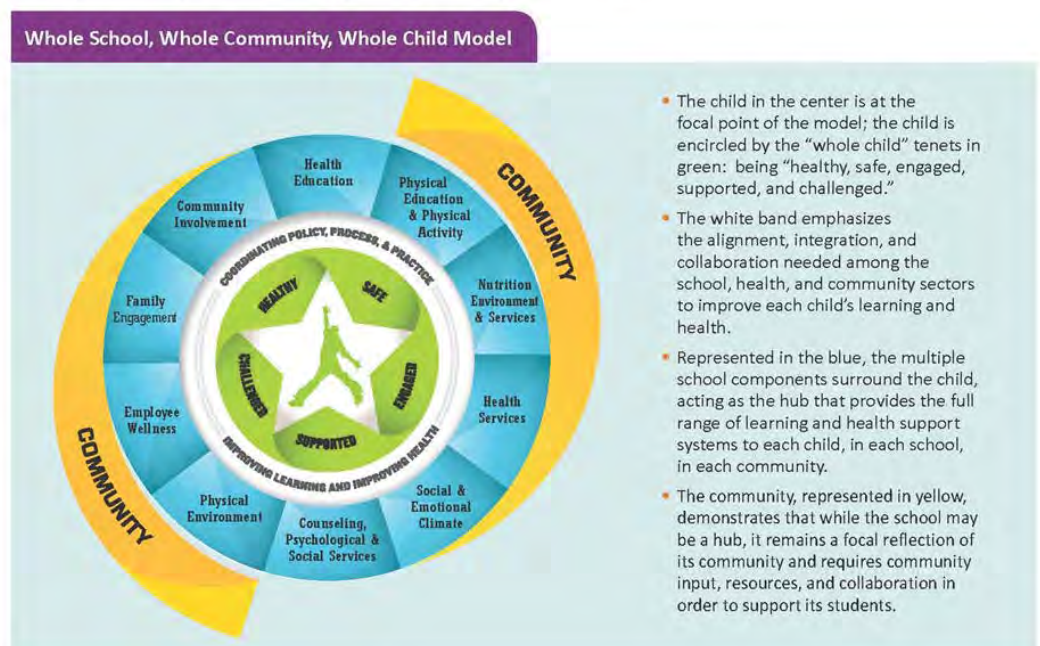 Whole School, Whole Community, Whole Child Model
Health
Education
Physical
Education
& Physical
Activity
Nutrition
Environment
& Services
Health
Services
Social &
Emotional
Climate
Counseling,
Psychological &
Social Services
Physical
Environment
Employee
Wellness
Family
Engagement
Community
Involvement
COMMUNITY
COMMUNITY
COORDINATING POLICY, PROCESS, & PRACTICE
IMPROVING LEARNING AND IMPROVING HEALTH
HEALTHY
SAFE
ENGAGED
SUPPORTED
CHALLENGED
• The child in the center is at the
focal point of the model; the child is
encircled by the “whole child” tenets in
green: being “healthy, safe, engaged,
supported, and challenged.”
• The white band emphasizes
the alignment, integration, and
collaboration needed among the
school, health, and community sectors
to improve each child’s learning and
health.
• Represented in the blue, the multiple
school components surround the child,
acting as the hub that provides the full
range of learning and health support
systems to each child, in each school,
in each community.
• The community, represented in yellow,
demonstrates that while the school may
be a hub, it remains a focal reflection of
its community and requires community
input, resources, and collaboration in
order to support its students.